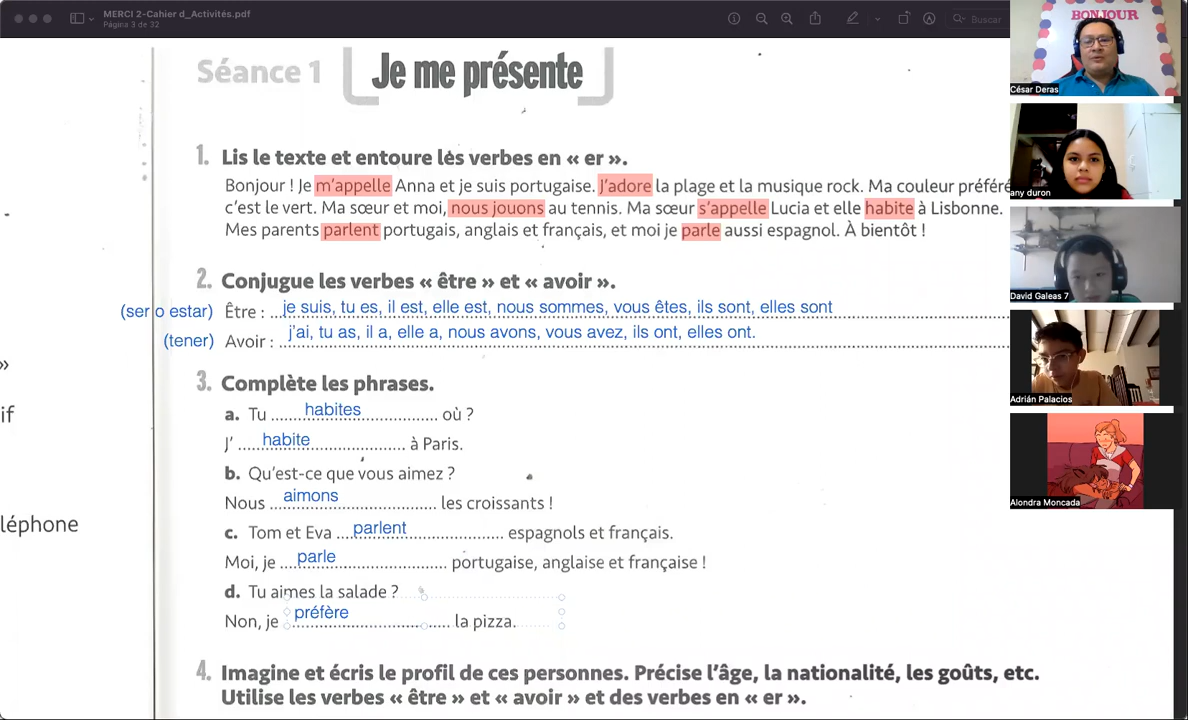 MERCI 2-Cahier d_Activités.pdf
Página 3 de 32
Buscar
BONJOUR
César Deras
any duron
David Galeas 7
Adrián Palacios
Alondra Moncada
Séance 1
Je me présente
1. Lis le texte et entoure les verbes en « er ».
Bonjour ! Je m'appelle Anna et je suis portugaise. J'adore la plage et la musique rock. Ma couleur préféré
c'est le vert. Ma sœur et moi, nous jouons au tennis. Ma sœur s'appelle Lucia et elle habite à Lisbonne.
Mes parents parlent portugais, anglais et français, et moi je parle aussi espagnol. À bientôt !
2. Conjugue les verbes « être » et « avoir ».
(ser o estar) Être : je suis, tu es, il est, elle est, nous sommes, vous êtes, ils sont, elles sont
(tener) Avoir : j'ai, tu as, il a, elle a, nous avons, vous avez, ils ont, elles ont.
»
if
léphone
3. Complète les phrases.
a. Tu habites où ?
J' habite à Paris.
b. Qu'est-ce que vous aimez ?
Nous aimons les croissants !
c. Tom et Eva parlent espagnols et français.
Moi, je parle portugaise, anglaise et française !
d. Tu aimes la salade ?
Non, je préfère la pizza.
4. Imagine et écris le profil de ces personnes. Précise l'âge, la nationalité, les goûts, etc.
Utilise les verbes « être » et « avoir » et des verbes en « er ».